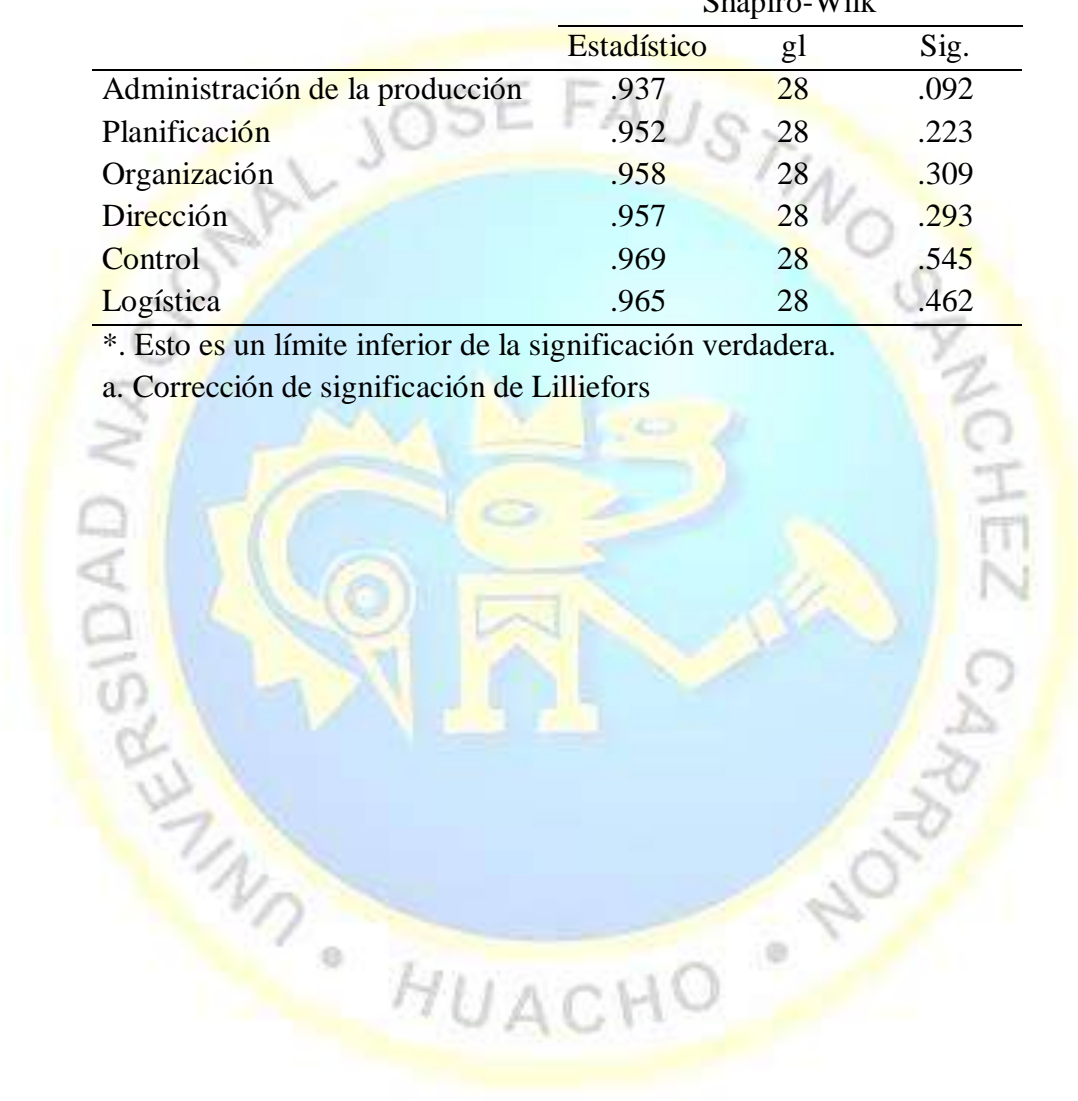 Shapiro-Wilk
Estadístico gl Sig.
Administración de la producción .937 28 .092
Planificación .952 28 .223
Organización .958 28 .309
Dirección .957 28 .293
Control .969 28 .545
Logística .965 28 .462
*. Esto es un límite inferior de la significación verdadera.
a. Corrección de significación de Lilliefors
UNIVERSIDAD NACIONAL JOSE FAUSTINO SANCHEZ CARRION
• HUACHO •